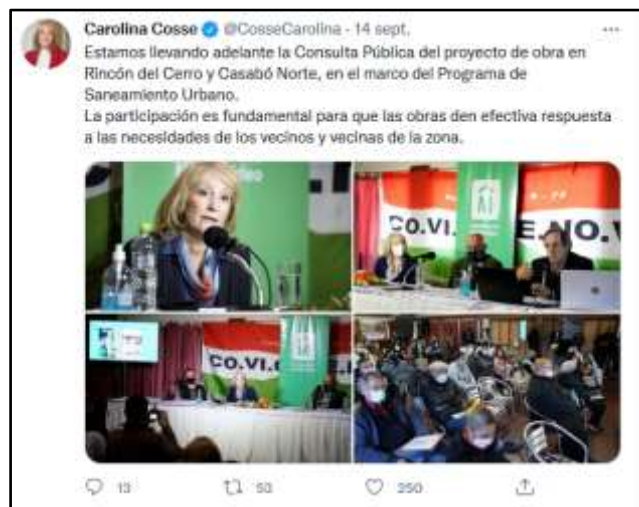 Carolina Cosse @CosseCarolina · 14 sept.
Estamos llevando adelante la Consulta Pública del proyecto de obra en
Rincón del Cerro y Casabó Norte, en el marco del Programa de
Saneamiento Urbano.
La participación es fundamental para que las obras den efectiva respuesta
a las necesidades de los vecinos y vecinas de la zona.
CO.VI. E.NO.V
CO.VI.
13 53 250